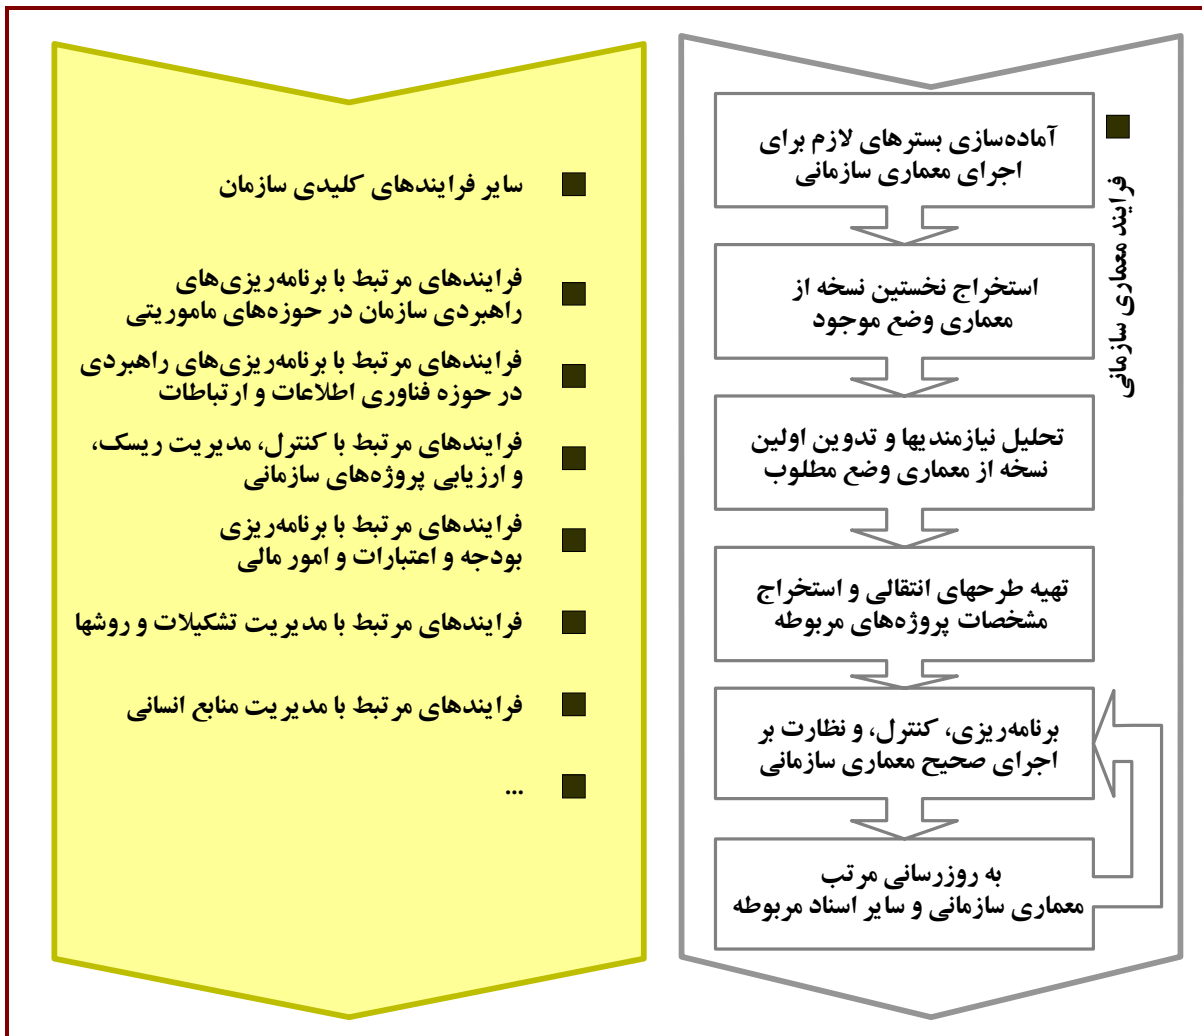 فرایند معماری سازمانی
آماده‌سازی بسترهای لازم برای
اجرای معماری سازمانی
استخراج نخستین نسخه از
معماری وضع موجود
تحلیل نیازمندیها و تدوین اولین
نسخه از معماری وضع مطلوب
تهیه طرحهای انتقالی و استخراج
مشخصات پروژه‌های مربوطه
برنامه‌ریزی، کنترل، و نظارت بر
اجرای صحیح معماری سازمانی
به روزرسانی مرتب
معماری سازمانی و سایر اسناد مربوطه
سایر فرایندهای کلیدی سازمان
فرایندهای مرتبط با برنامه‌ریزی‌های
راهبردی سازمان در حوزه‌های ماموریتی
فرایندهای مرتبط با برنامه‌ریزی‌های راهبردی
در حوزه فناوری اطلاعات و ارتباطات
فرایندهای مرتبط با کنترل، مدیریت ریسک،
و ارزیابی پروژه‌های سازمانی
فرایندهای مرتبط با برنامه‌ریزی
بودجه و اعتبارات و امور مالی
فرایندهای مرتبط با مدیریت تشکیلات و روشها
فرایندهای مرتبط با مدیریت منابع انسانی
...